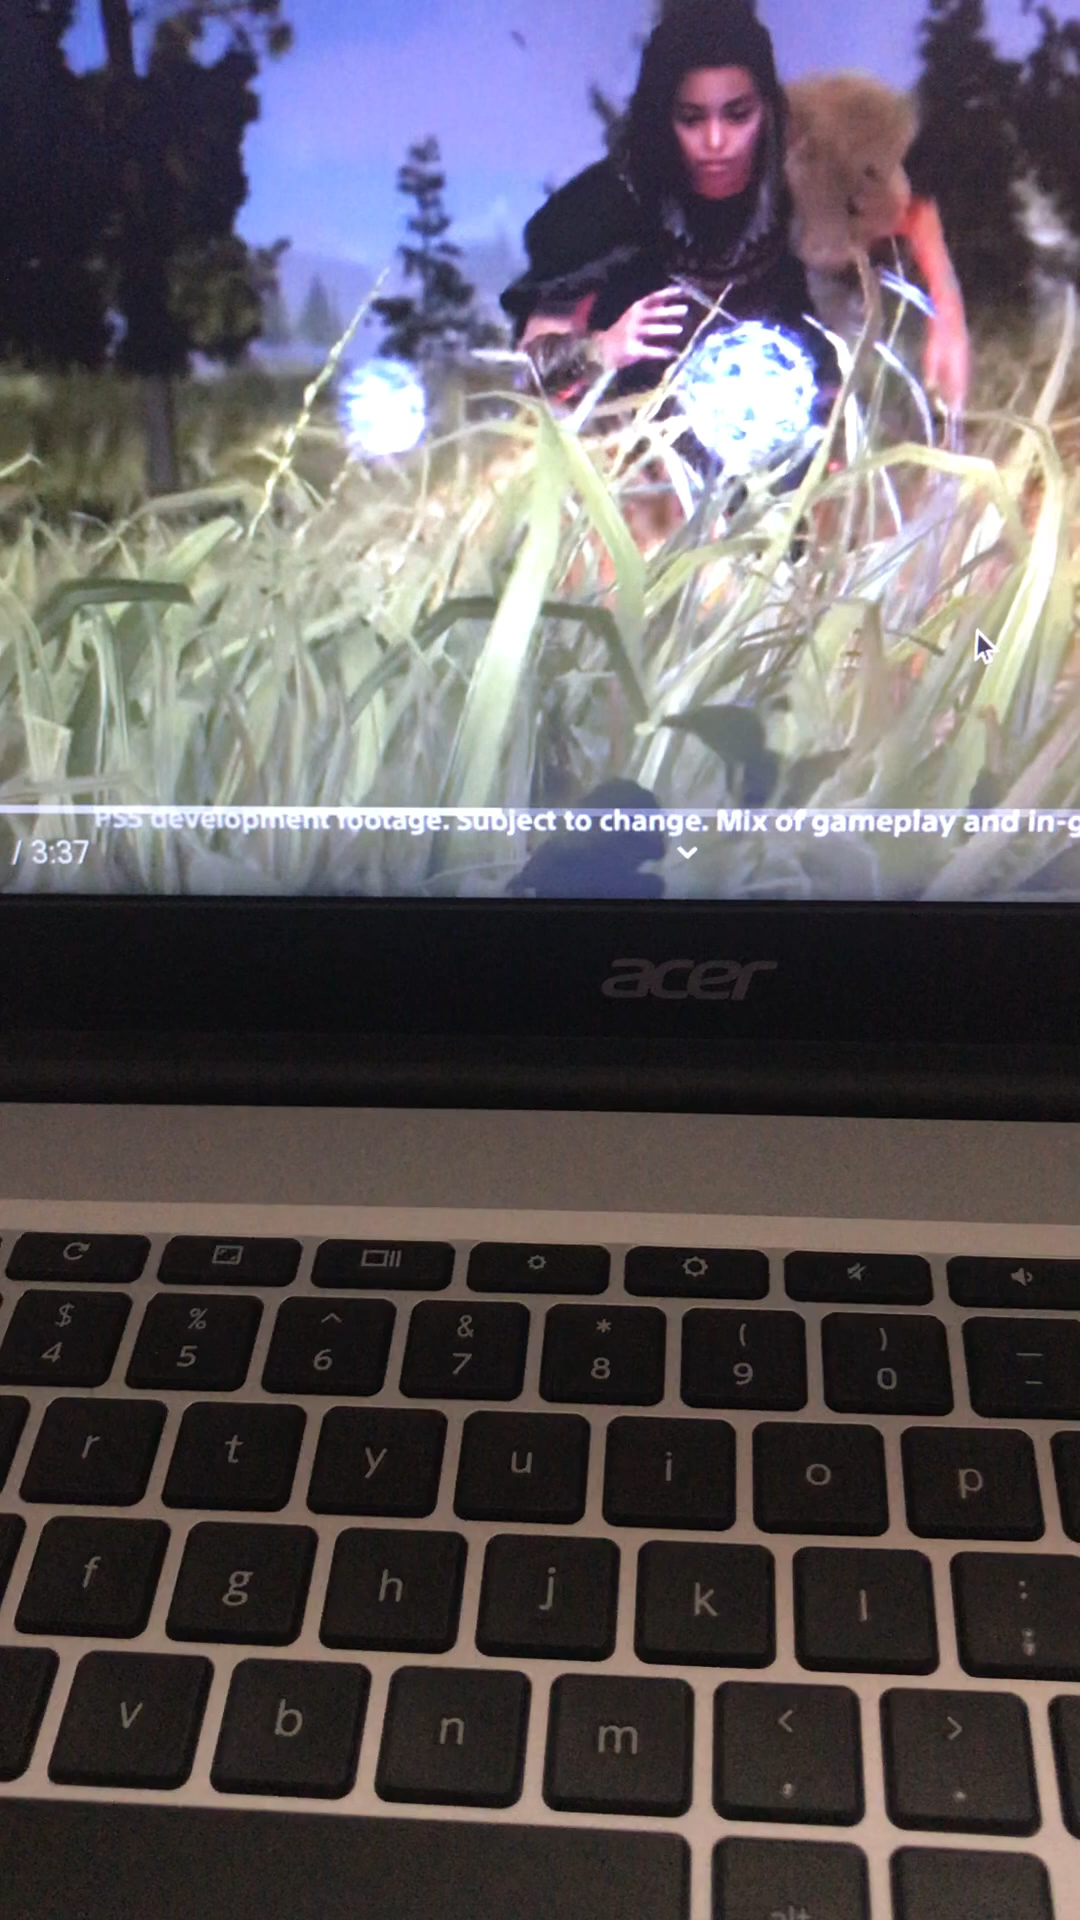 PS5 development footage. Subject to change. Mix of gameplay and in-g
/ 3:37
acer
$ % ^ & * ( )
4 5 6 7 8 9 0
r t y u i o p
f g h j k l ; :
v b n m < >
alt